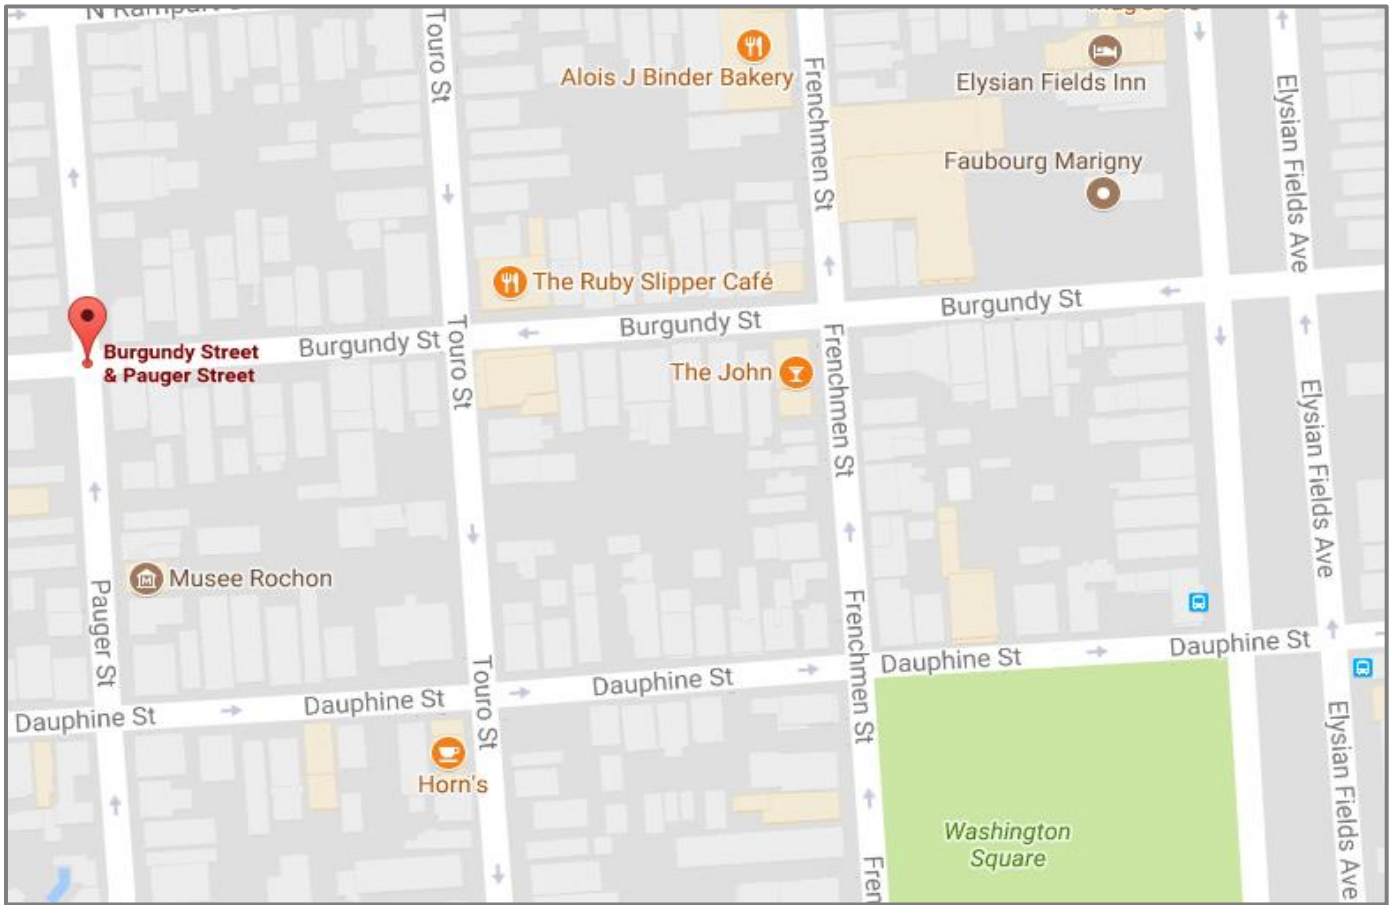 N Rampart S
Touro St
Alois J Binder Bakery
Frenchmen St
Elysian Fields Inn
Elysian Fields Ave
Faubourg Marigny
The Ruby Slipper Café
Burgundy St
Burgundy St
Burgundy St
Touro St
Burgundy Street
& Pauger Street
The John
Frenchmen St
Elysian Fields Ave
Musee Rochon
Pauger St
Frenchmen St
Dauphine St
Dauphine St
Dauphine St
Dauphine St
Dauphine St
Touro St
Horn's
Elysian Fields Ave
Washington
Square
Fren